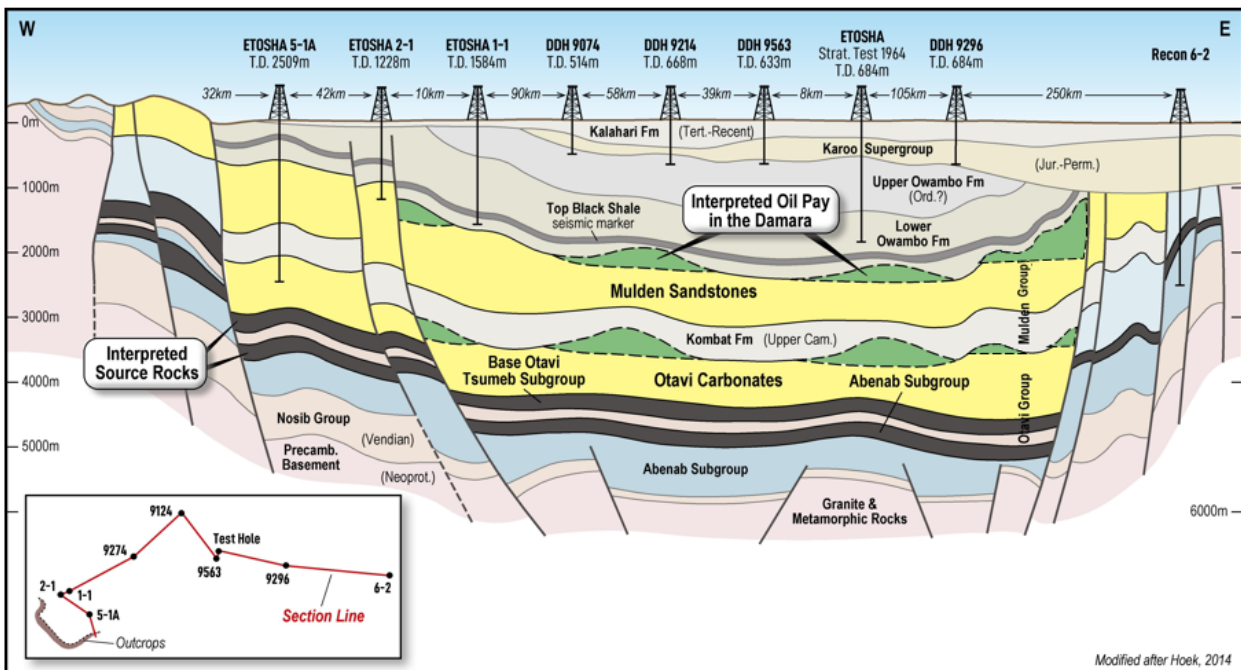 W
E
ETOSHA 5-1A
T.D. 2509m
ETOSHA 2-1
T.D. 1228m
ETOSHA 1-1
T.D. 1584m
DDH 9074
T.D. 514m
DDH 9214
T.D. 668m
DDH 9563
T.D. 633m
ETOSHA
Strat. Test 1964
T.D. 684m
DDH 9296
T.D. 684m
Recon 6-2
32km
42km
10km
90km
58km
39km
8km
105km
250km
0m
1000m
2000m
3000m
4000m
5000m
0m
1000m
2000m
3000m
4000m
6000m
Kalahari Fm (Tert.-Recent)
Karoo Supergroup
(Jur.-Perm.)
Upper Owambo Fm
(Ord.?)
Interpreted Oil Pay
in the Damara
Top Black Shale
seismic marker
Lower
Owambo Fm
Mulden Sandstones
Mulden Group
Kombat Fm (Upper Cam.)
Interpreted
Source Rocks
Base Otavi
Tsumeb Subgroup
Otavi Carbonates
Abenab Subgroup
Otavi Group
Nosib Group
(Vendian)
Precamb.
Basement
(Neoprot.)
Abenab Subgroup
Granite &
Metamorphic Rocks
9124
Test Hole
9274
9563
9296
6-2
2-1
1-1
5-1A
Section Line
Outcrops
Modified after Hoek, 2014